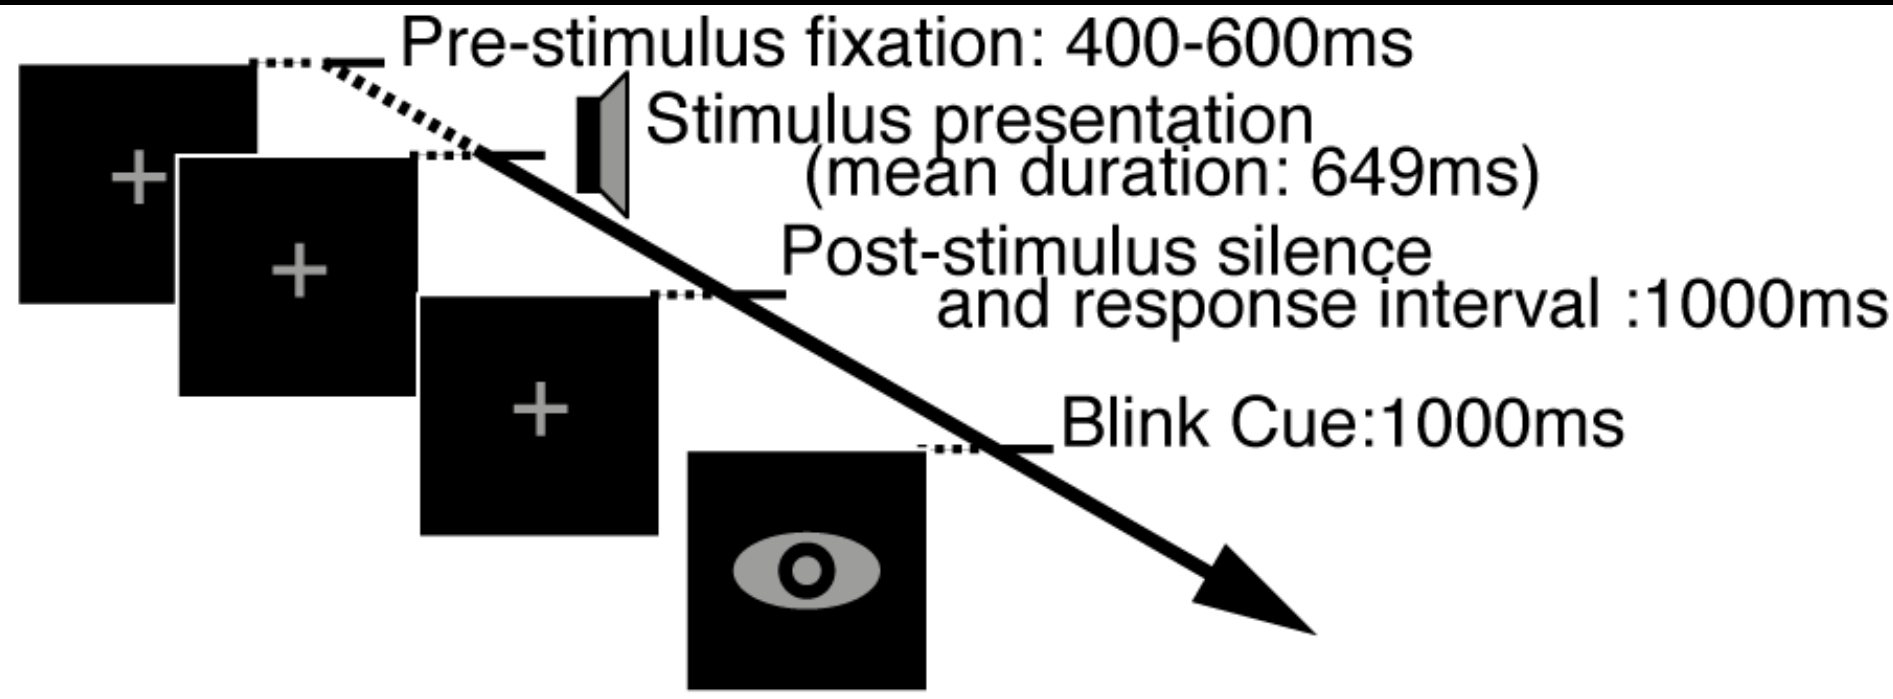 Pre-stimulus fixation: 400-600ms
Stimulus presentation
(mean duration: 649ms)
Post-stimulus silence
and response interval :1000ms
Blink Cue:1000ms